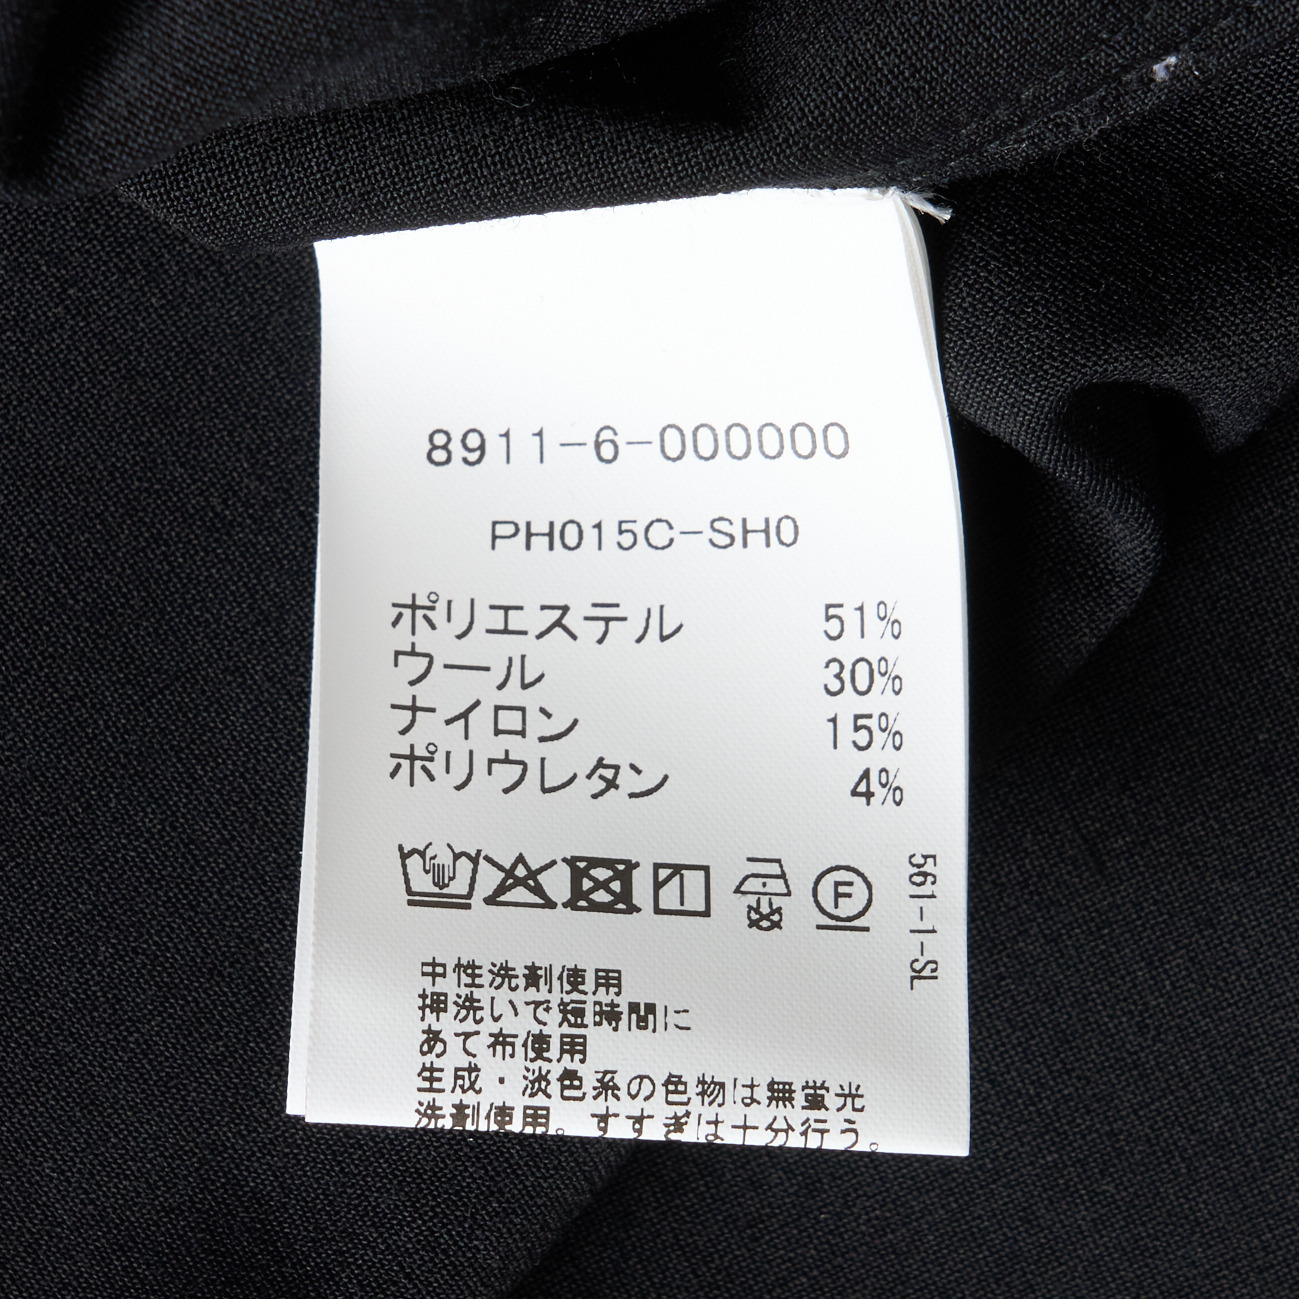 8911-6-000000
PH015C-SH0
ポリエステル 51%
ウール 30%
ナイロン 15%
ポリウレタン 4%
F
561-1-SL
中性洗剤使用
押洗いで短時間に
あて布使用
生成・淡色系の色物は無蛍光
洗剤使用。すすぎは十分行う。